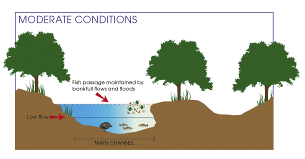 MODERATE CONDITIONS
Fish passage maintained by
bankfull flows and floods
Low flow
MAIN CHANNEL